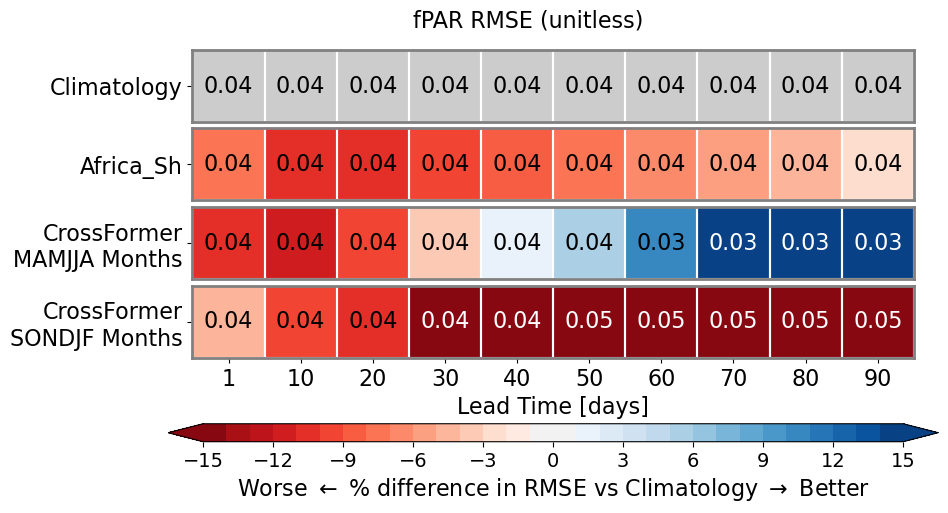 fPAR RMSE (unitless)
Climatology 0.04 0.04 0.04 0.04 0.04 0.04 0.04 0.04 0.04 0.04
Africa_Sh 0.04 0.04 0.04 0.04 0.04 0.04 0.04 0.04 0.04 0.04
CrossFormer
MAMJJA Months 0.04 0.04 0.04 0.04 0.04 0.04 0.03 0.03 0.03 0.03
CrossFormer
SONDJF Months 0.04 0.04 0.04 0.04 0.04 0.05 0.05 0.05 0.05 0.05
1 10 20 30 40 50 60 70 80 90
Lead Time [days]
−15 −12 −9 −6 −3 0 3 6 9 12 15
Worse ← % difference in RMSE vs Climatology → Better